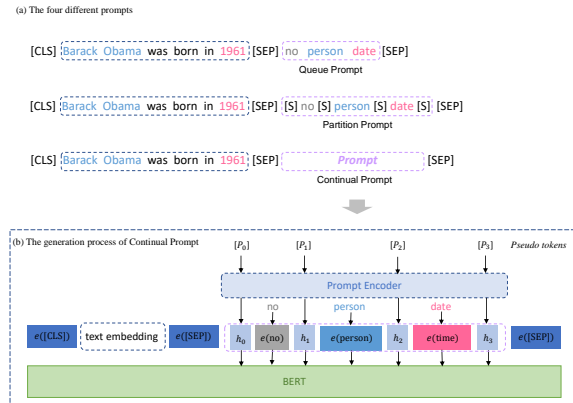 (a) The four different prompts
[CLS] Barack Obama was born in 1961 [SEP] no person date [SEP]
Queue Prompt
[CLS] Barack Obama was born in 1961 [SEP] [S] no [S] person [S] date [S] [SEP]
Partition Prompt
[CLS] Barack Obama was born in 1961 [SEP] Prompt [SEP]
Continual Prompt
(b) The generation process of Continual Prompt [P0] [P1] [P2] [P3] Pseudo tokens
Prompt Encoder
no person date
e([CLS]) text embedding e([SEP]) h0 e(no) h1 e(person) h2 e(time) h3 e([SEP])
BERT